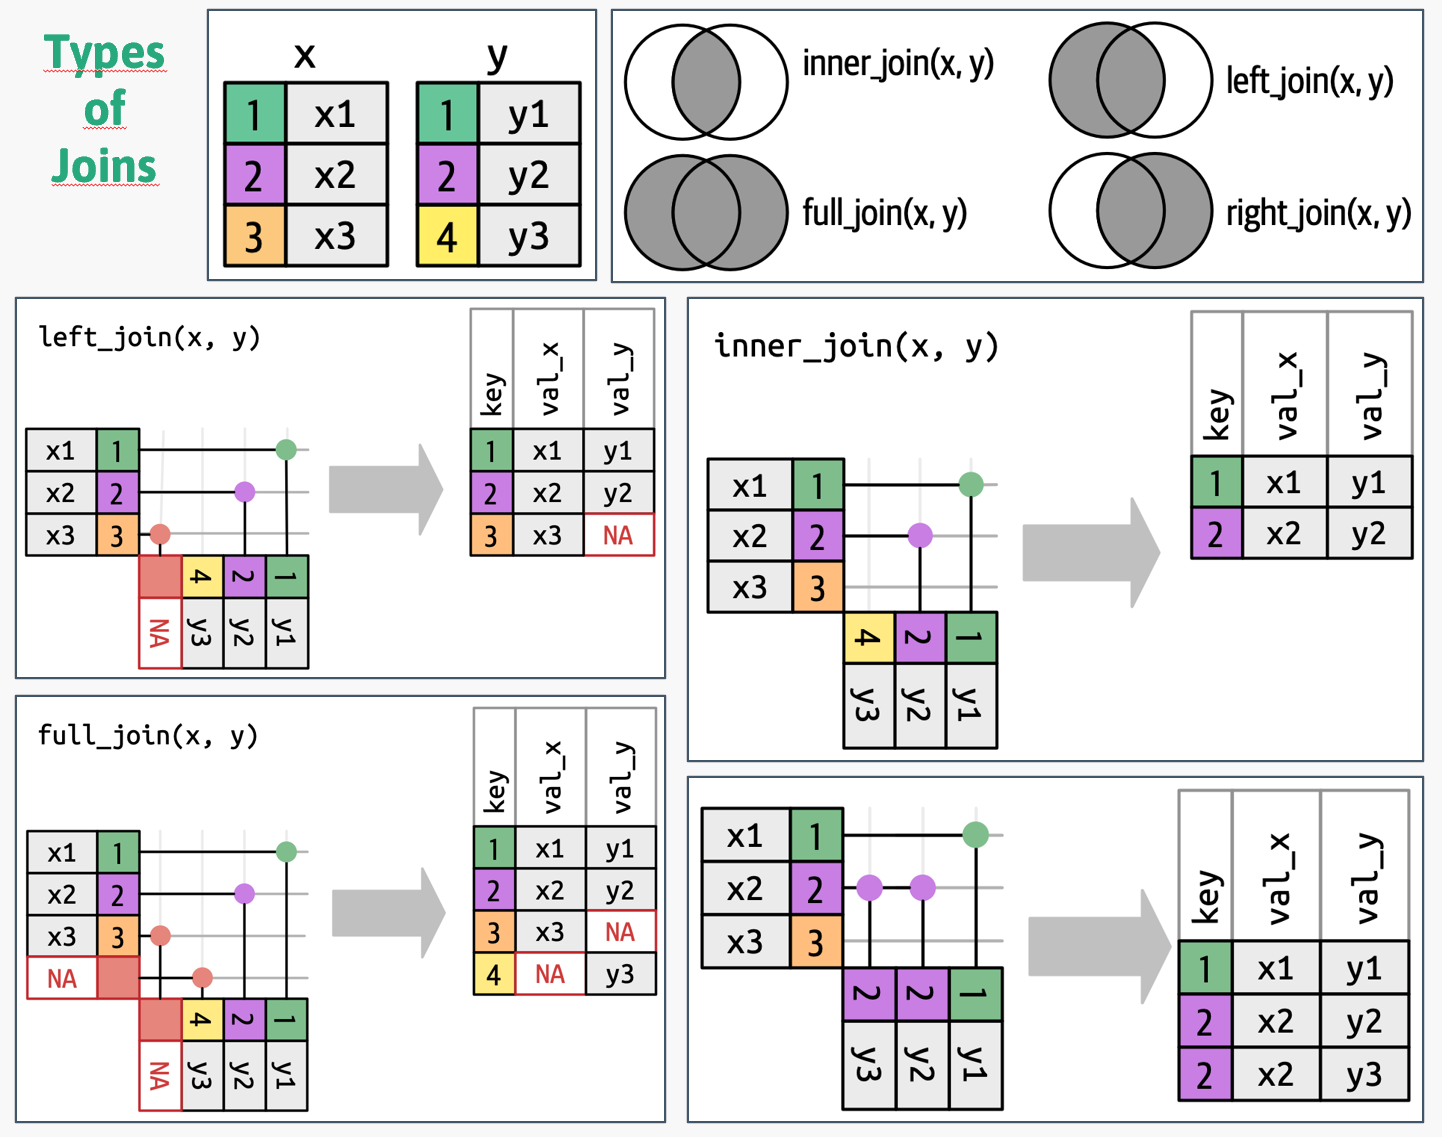 Types
of
Joins
x
y
1 x1
2 x2
3 x3
1 y1
2 y2
4 y3
inner_join(x, y)
left_join(x, y)
full_join(x, y)
right_join(x, y)
left_join(x, y)
x1 1
x2 2
x3 3
4 2 1
NA y3 y2 y1
key val_x val_y
1 x1 y1
2 x2 y2
3 x3 NA
inner_join(x, y)
x1 1
x2 2
x3 3
4 2 1
y3 y2 y1
key val_x val_y
1 x1 y1
2 x2 y2
full_join(x, y)
x1 1
x2 2
x3 3
NA
4 2 1
NA y3 y2 y1
key val_x val_y
1 x1 y1
2 x2 y2
3 x3 NA
4 NA y3
x1 1
x2 2
x3 3
2 2 1
y3 y2 y1
key val_x val_y
1 x1 y1
2 x2 y2
2 x2 y3